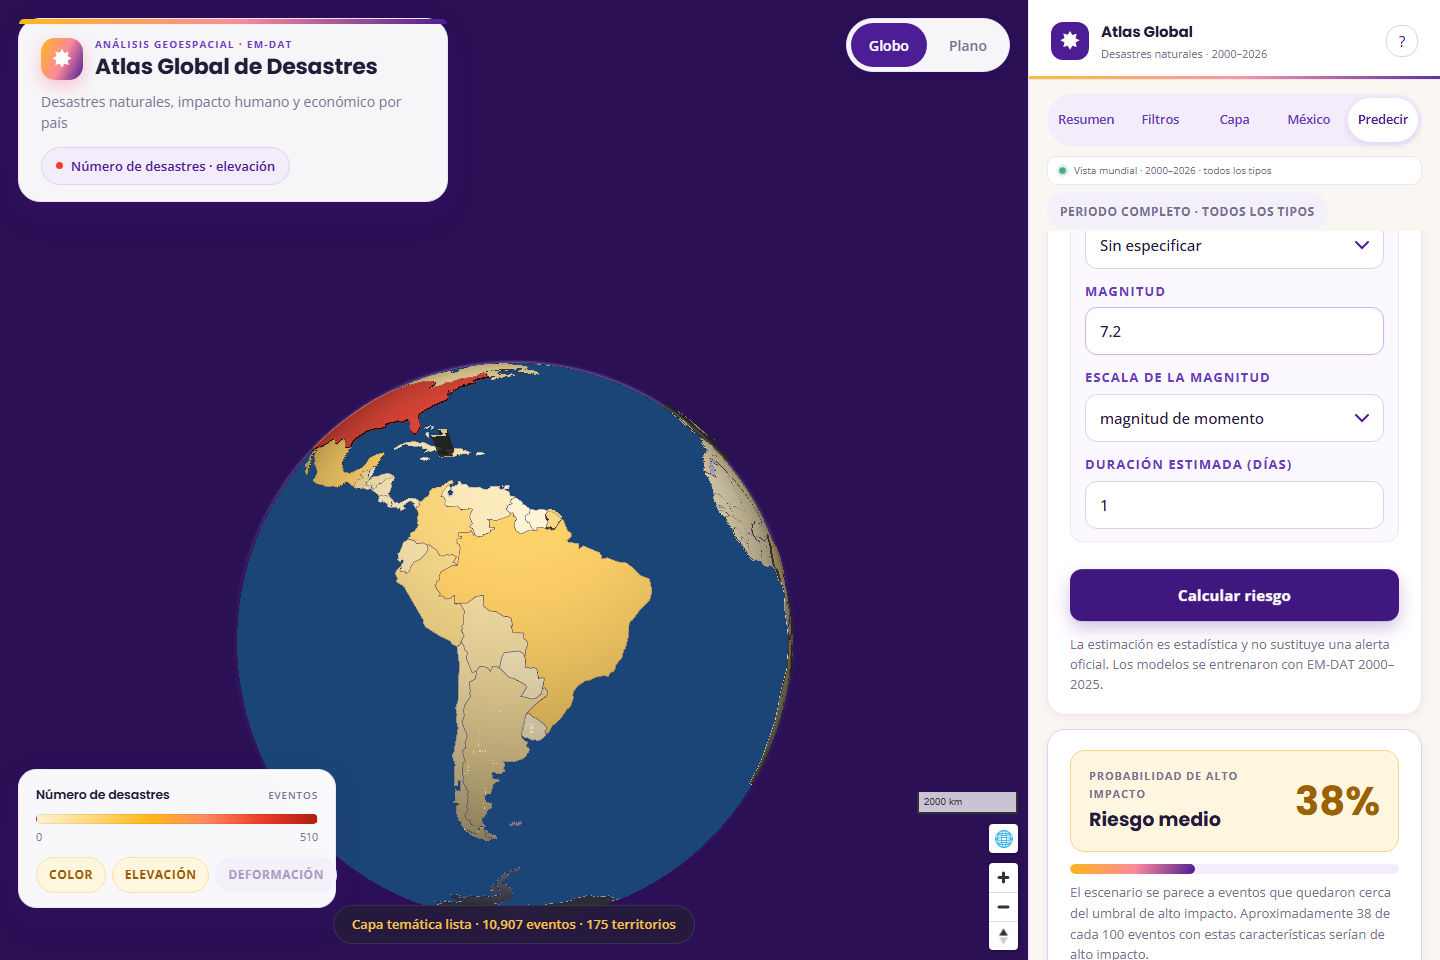 ANÁLISIS GEOESPACIAL · EM-DAT
Atlas Global de Desastres
Desastres naturales, impacto humano y económico por
país
Número de desastres · elevación
Globo
Plano
2000 km
Número de desastres
EVENTOS
0
510
COLOR
ELEVACIÓN
DEFORMACIÓN
Capa temática lista · 10,907 eventos · 175 territorios
Atlas Global
Desastres naturales · 2000–2026
?
Resumen
Filtros
Capa
México
Predecir
Vista mundial · 2000–2026 · todos los tipos
PERIODO COMPLETO · TODOS LOS TIPOS
Sin especificar
MAGNITUD
7.2
ESCALA DE LA MAGNITUD
magnitud de momento
DURACIÓN ESTIMADA (DÍAS)
1
Calcular riesgo
La estimación es estadística y no sustituye una alerta
oficial. Los modelos se entrenaron con EM-DAT 2000–
2025.
PROBABILIDAD DE ALTO
IMPACTO
Riesgo medio
38%
El escenario se parece a eventos que quedaron cerca
del umbral de alto impacto. Aproximadamente 38 de
cada 100 eventos con estas características serían de
alto impacto.